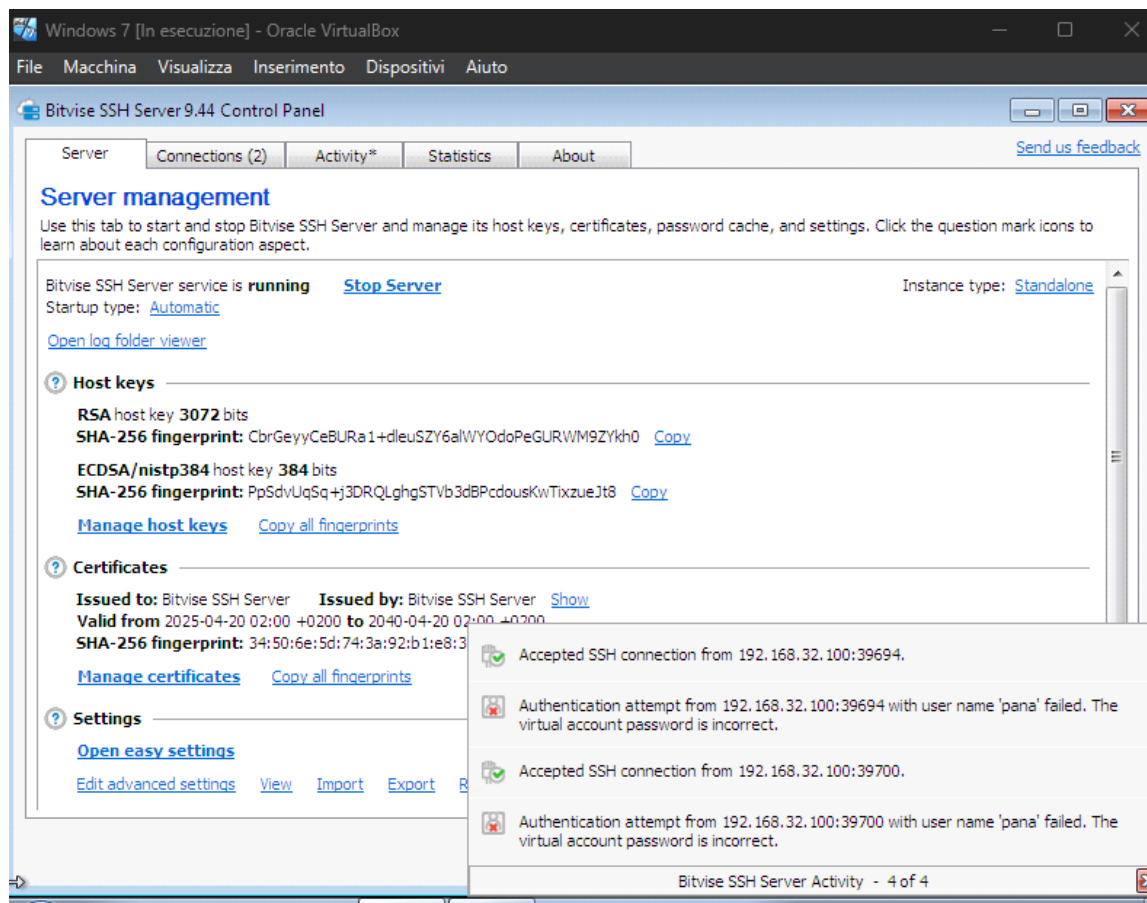 Windows 7 [In esecuzione] - Oracle VirtualBox
File Macchina Visualizza Inserimento Dispositivi Aiuto
Bitvise SSH Server 9.44 Control Panel
Server Connections (2) Activity* Statistics About Send us feedback
Server management
Use this tab to start and stop Bitvise SSH Server and manage its host keys, certificates, password cache, and settings. Click the question mark icons to
learn about each configuration aspect.
Bitvise SSH Server service is running Stop Server Instance type: Standalone
Startup type: Automatic
Open log folder viewer
Host keys
RSA host key 3072 bits
SHA-256 fingerprint: CbrGeyyCeBURa1+dleuSZY6alWYOdoPeGURWM9ZYkh0 Copy
ECDSA/nistp384 host key 384 bits
SHA-256 fingerprint: PpSdvUqSq+j3DRQLghgSTVb3dBPcdousKwTixzueJt8 Copy
Manage host keys Copy all fingerprints
Certificates
Issued to: Bitvise SSH Server Issued by: Bitvise SSH Server Show
Valid from 2025-04-20 02:00 +0200 to 2040-04-20 02:00 +0200
SHA-256 fingerprint: 34:50:6e:5d:74:3a:92:b1:e8:3
Manage certificates Copy all fingerprints
Settings
Open easy settings
Edit advanced settings View Import Export R
Accepted SSH connection from 192.168.32.100:39694.
Authentication attempt from 192.168.32.100:39694 with user name 'pana' failed. The
virtual account password is incorrect.
Accepted SSH connection from 192.168.32.100:39700.
Authentication attempt from 192.168.32.100:39700 with user name 'pana' failed. The
virtual account password is incorrect.
Bitvise SSH Server Activity - 4 of 4